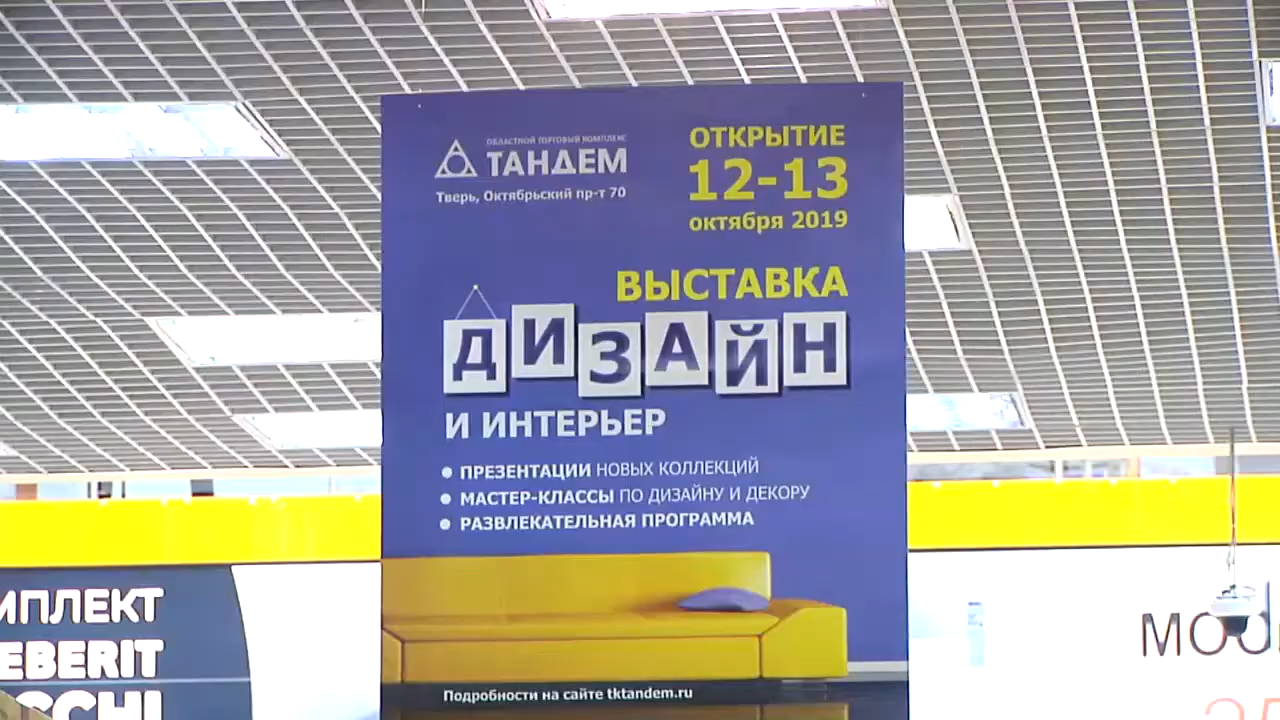 ОБЛАСТНОЙ ТОРГОВЫЙ КОМПЛЕКС
ТАНДЕМ
Тверь, Октябрьский пр-т 70
ОТКРЫТИЕ
12-13
октября 2019
ВЫСТАВКА
ДИЗАЙН
И ИНТЕРЬЕР
ПРЕЗЕНТАЦИИ НОВЫХ КОЛЛЕКЦИЙ
МАСТЕР-КЛАССЫ ПО ДИЗАЙНУ И ДЕКОРУ
РАЗВЛЕКАТЕЛЬНАЯ ПРОГРАММА
Подробности на сайте tktandem.ru
ИПЛЕКТ
EBERIT